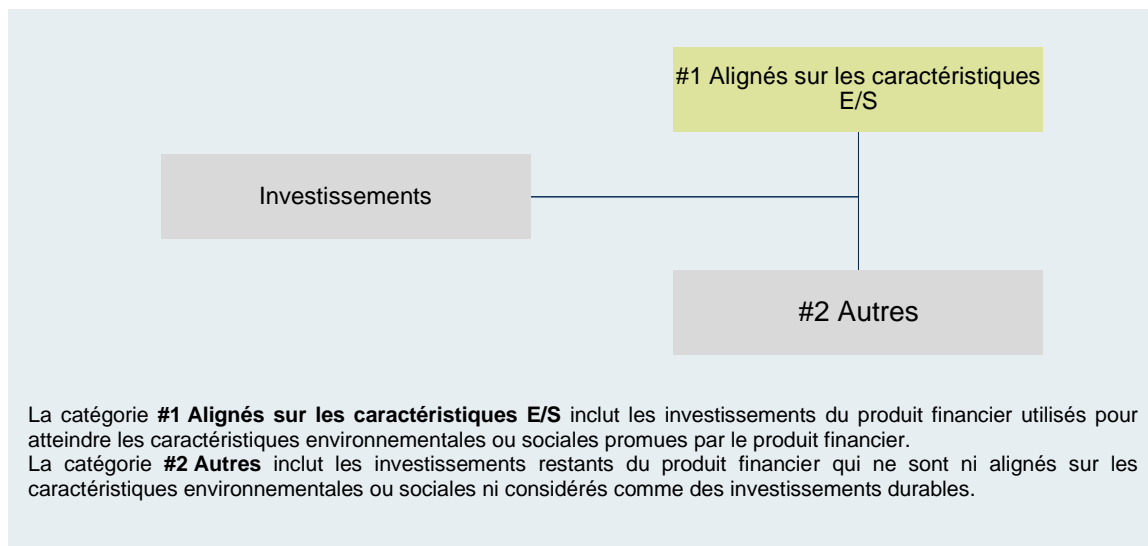 #1 Alignés sur les caractéristiques
E/S
Investissements
#2 Autres
La catégorie #1 Alignés sur les caractéristiques E/S inclut les investissements du produit financier utilisés pour
atteindre les caractéristiques environnementales ou sociales promues par le produit financier.
La catégorie #2 Autres inclut les investissements restants du produit financier qui ne sont ni alignés sur les
caractéristiques environnementales ou sociales ni considérés comme des investissements durables.